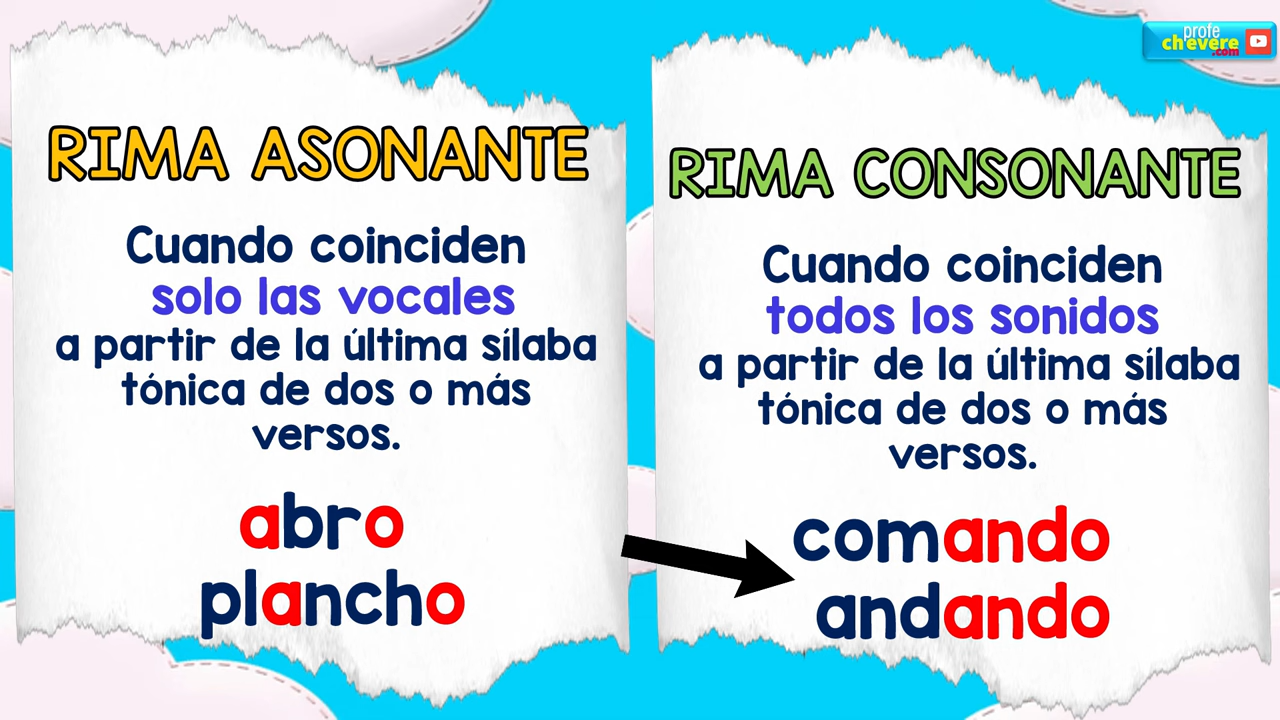 profe
chévere
.com
RIMA ASONANTE
Cuando coinciden
solo las vocales
a partir de la última sílaba
tónica de dos o más
versos.
abro
plancho
RIMA CONSONANTE
Cuando coinciden
todos los sonidos
a partir de la última sílaba
tónica de dos o más
versos.
comando
andando